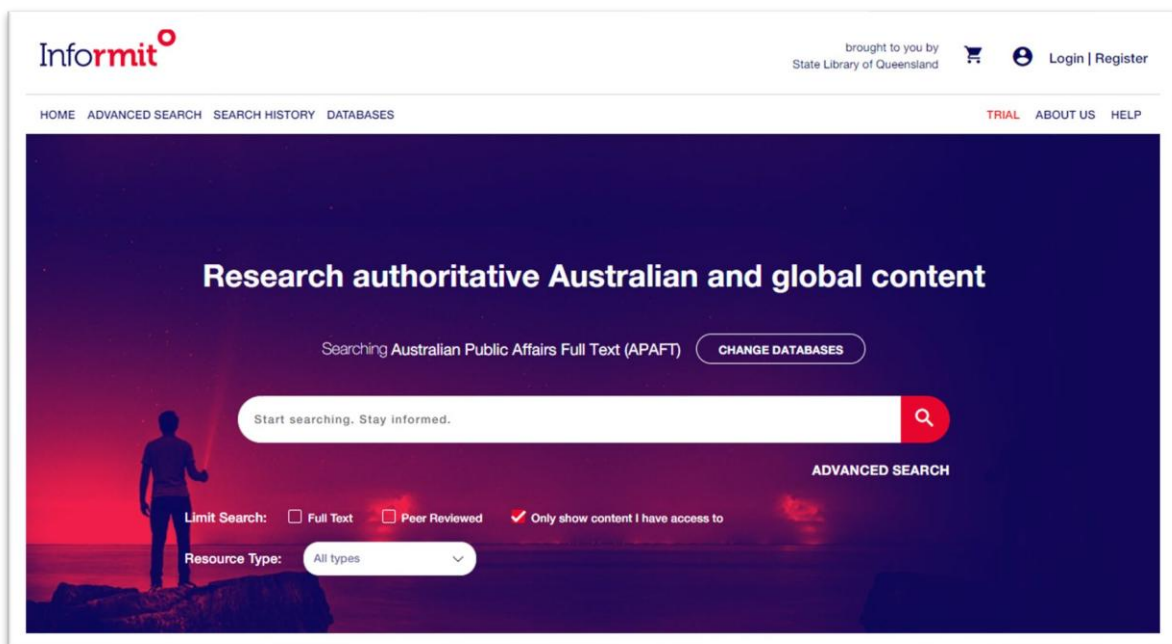 Informit
brought to you by
State Library of Queensland
Login | Register
HOME ADVANCED SEARCH SEARCH HISTORY DATABASES
TRIAL ABOUT US HELP
Research authoritative Australian and global content
Searching Australian Public Affairs Full Text (APAFT) CHANGE DATABASES
Start searching. Stay informed.
ADVANCED SEARCH
Limit Search: Full Text Peer Reviewed Only show content I have access to
Resource Type: All types